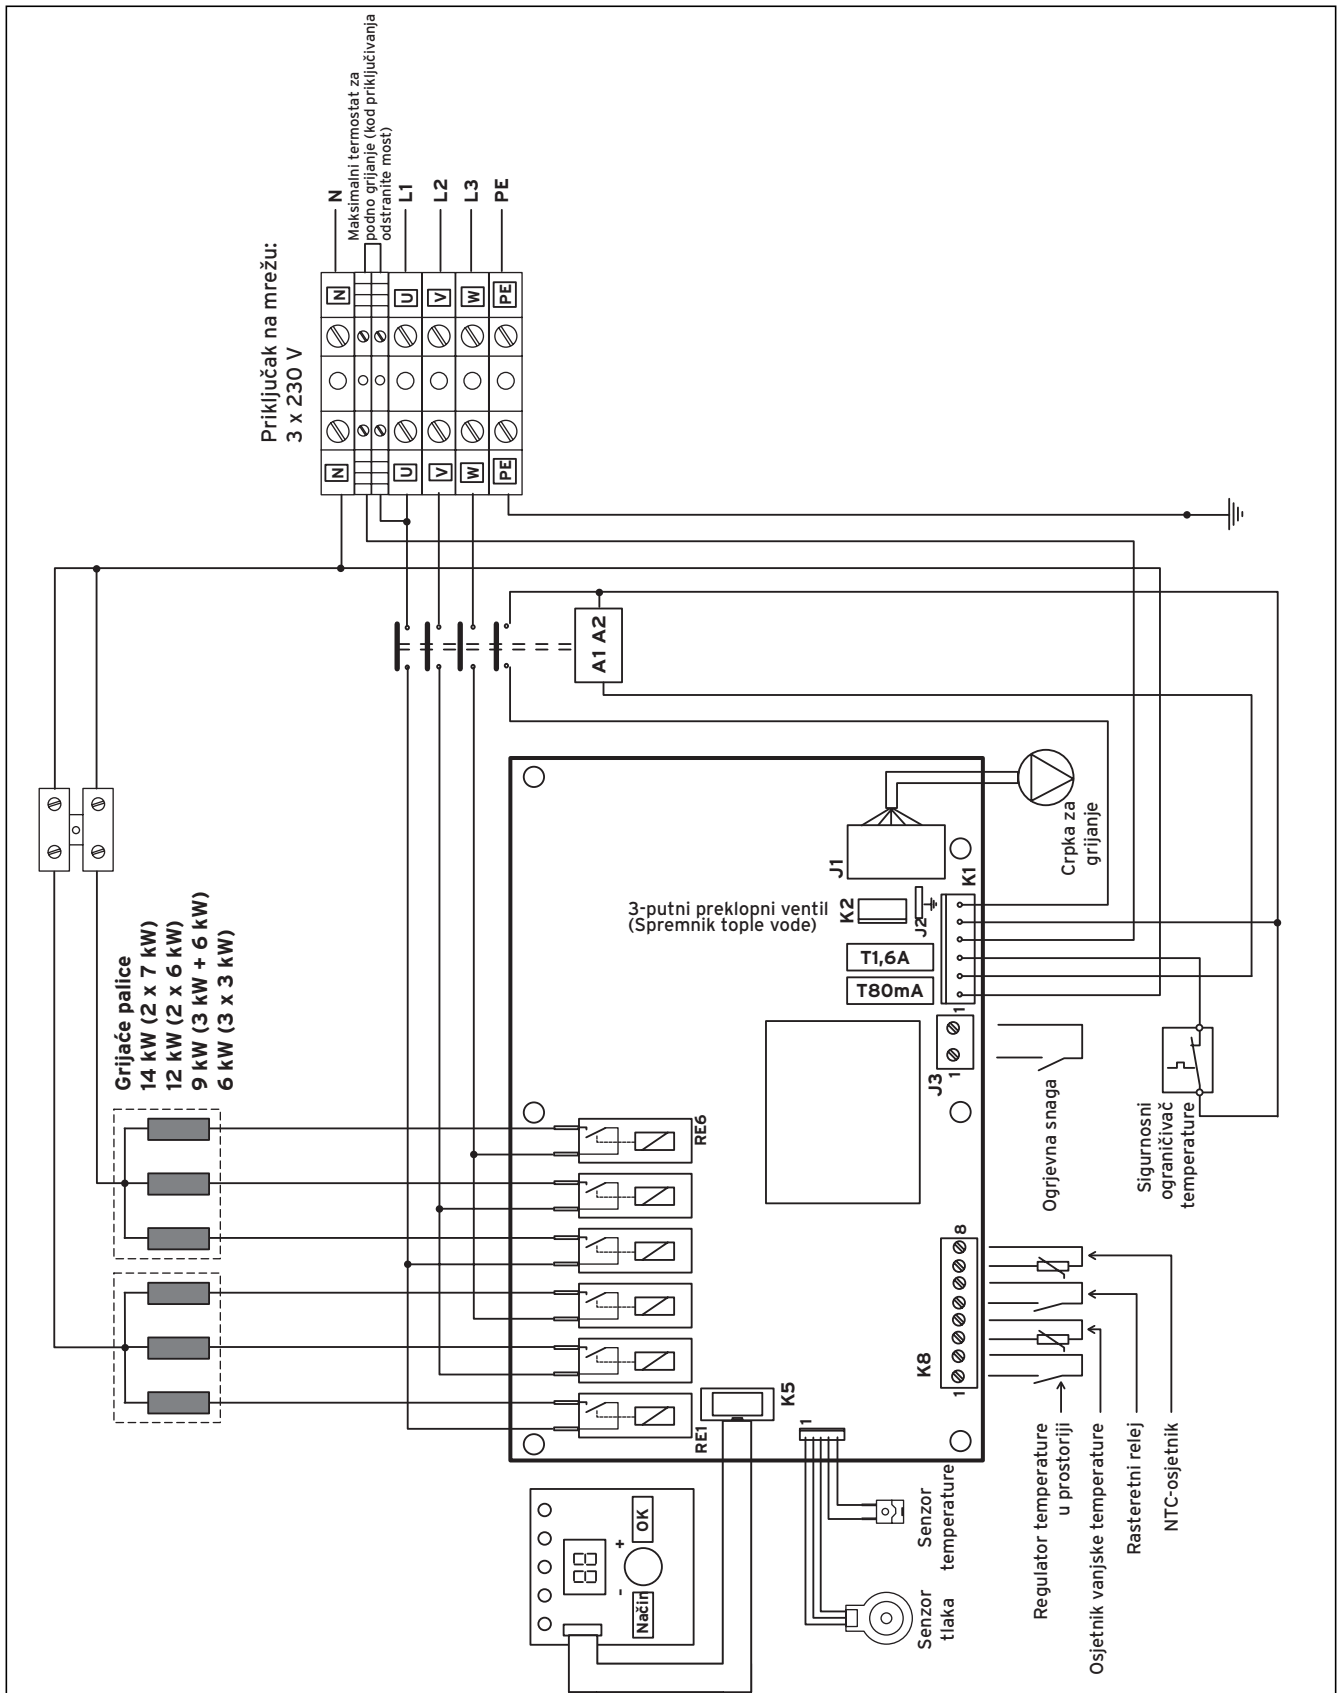 Priključak na mrežu:
3 x 230 V
N
Maksimalni termostat za
podno grijanje (kod priključivanja
odstranite most)
L1
L2
L3
PE
N
U
V
W
PE
N
U
V
W
PE
A1 A2
Grijaće palice
14 kW (2 x 7 kW)
12 kW (2 x 6 kW)
9 kW (3 kW + 6 kW)
6 kW (3 x 3 kW)
J1
Crpka za
grijanje
3-putni preklopni ventil
(Spremnik tople vode)
K2
J2
K1
T1,6A
T80mA
1
J3
1
Ogrjevna snaga
Sigurnosni
ograničivač
temperature
RE6
RE1
K5
K8
8
1
1
Regulator temperature
u prostoriji
Osjetnik vanjske temperature
Rasteretni relej
NTC-osjetnik
Senzor
temperature
Senzor
tlaka
88
- +
Način
OK